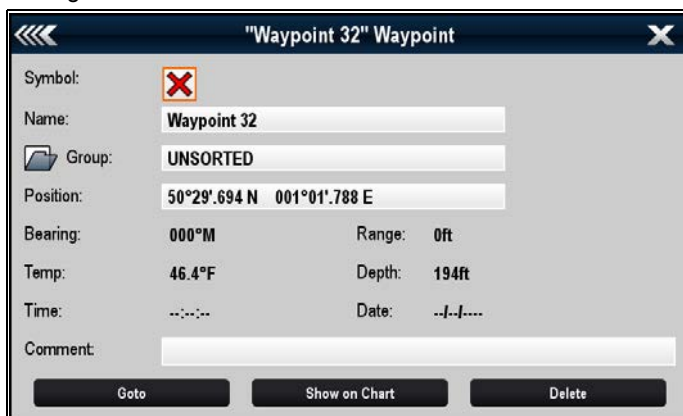 "Waypoint 32" Waypoint
Symbol:
Name: Waypoint 32
Group: UNSORTED
Position: 50°29'.694 N 001°01'.788 E
Bearing: 000°M Range: 0ft
Temp: 46.4°F Depth: 194ft
Time: --:--:-- Date: --/--/----
Comment:
Goto Show on Chart Delete